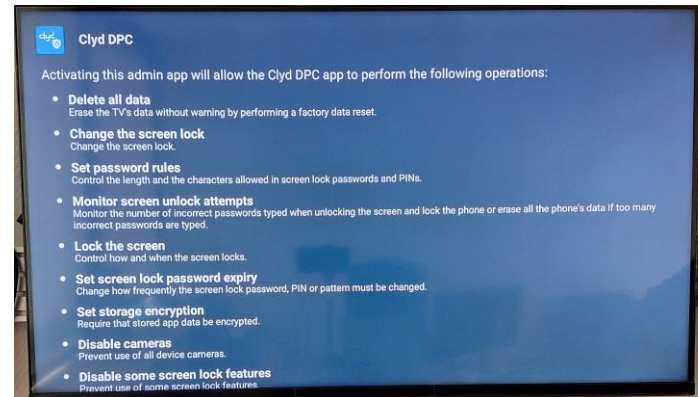 clyd
Clyd DPC
Activating this admin app will allow the Clyd DPC app to perform the following operations:
• Delete all data
Erase the TV's data without warning by performing a factory data reset.
• Change the screen lock
Change the screen lock.
• Set password rules
Control the length and the characters allowed in screen lock passwords and PINs.
• Monitor screen unlock attempts
Monitor the number of incorrect passwords typed when unlocking the screen and lock the phone or erase all the phone's data if too many
incorrect passwords are typed.
• Lock the screen
Control how and when the screen locks.
• Set screen lock password expiry
Change how frequently the screen lock password, PIN or pattern must be changed.
• Set storage encryption
Require that stored app data be encrypted.
• Disable cameras
Prevent use of all device cameras.
• Disable some screen lock features
Prevent use of some screen lock features.